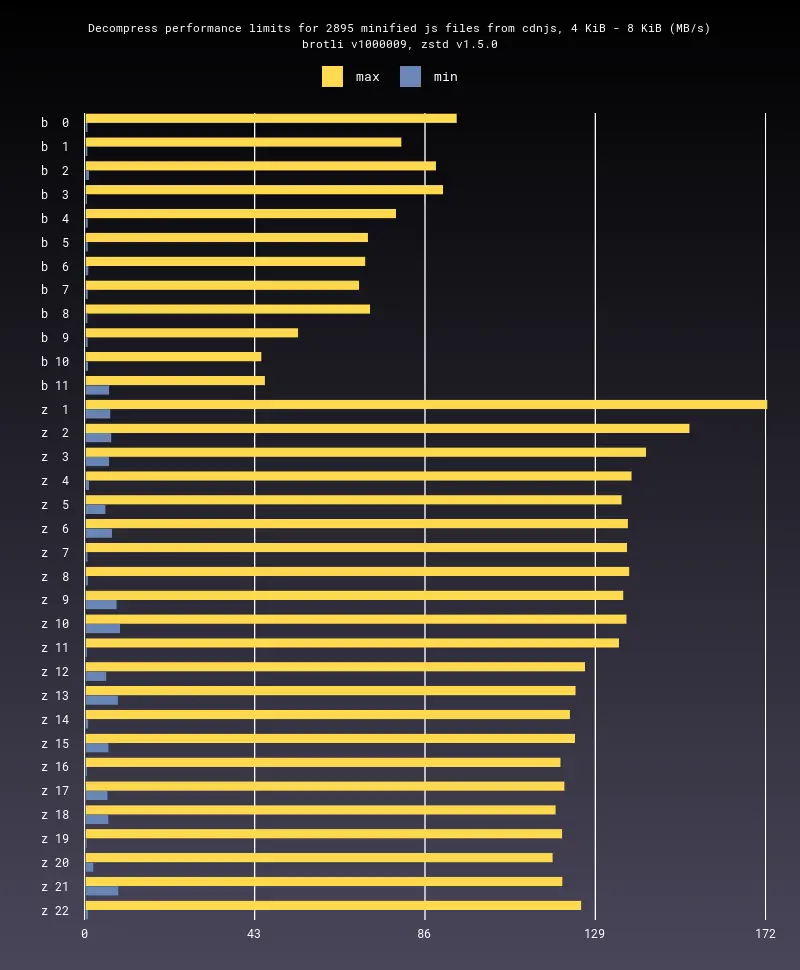 Decompress performance limits for 2895 minified js files from cdnjs, 4 KiB - 8 KiB (MB/s)
brotli v1000009, zstd v1.5.0
max min
b 0
b 1
b 2
b 3
b 4
b 5
b 6
b 7
b 8
b 9
b 10
b 11
z 1
z 2
z 3
z 4
z 5
z 6
z 7
z 8
z 9
z 10
z 11
z 12
z 13
z 14
z 15
z 16
z 17
z 18
z 19
z 20
z 21
z 22
0 43 86 129 172